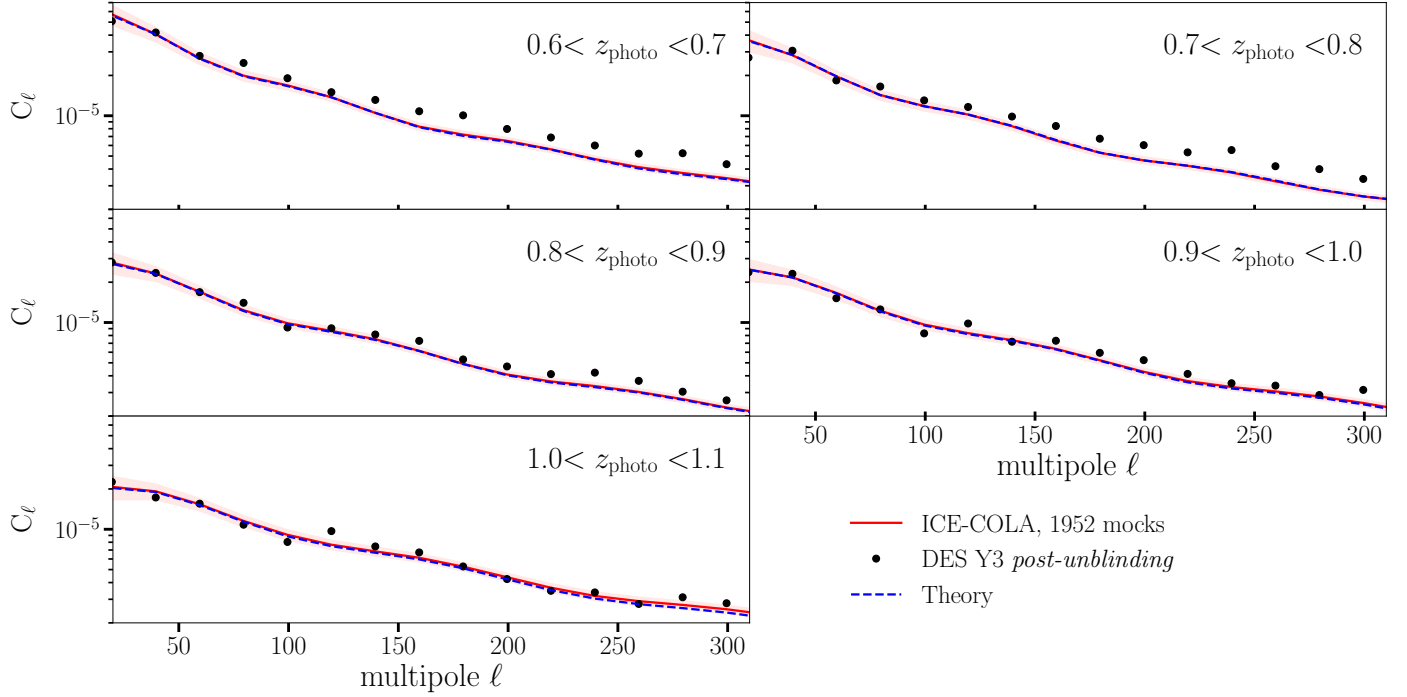 0.6< z_photo <0.7
0.7< z_photo <0.8
C_ℓ
10^−5
0.8< z_photo <0.9
0.9< z_photo <1.0
C_ℓ
10^−5
50 100 150 200 250 300
multipole ℓ
1.0< z_photo <1.1
C_ℓ
10^−5
50 100 150 200 250 300
multipole ℓ
ICE-COLA, 1952 mocks
DES Y3 post-unblinding
Theory